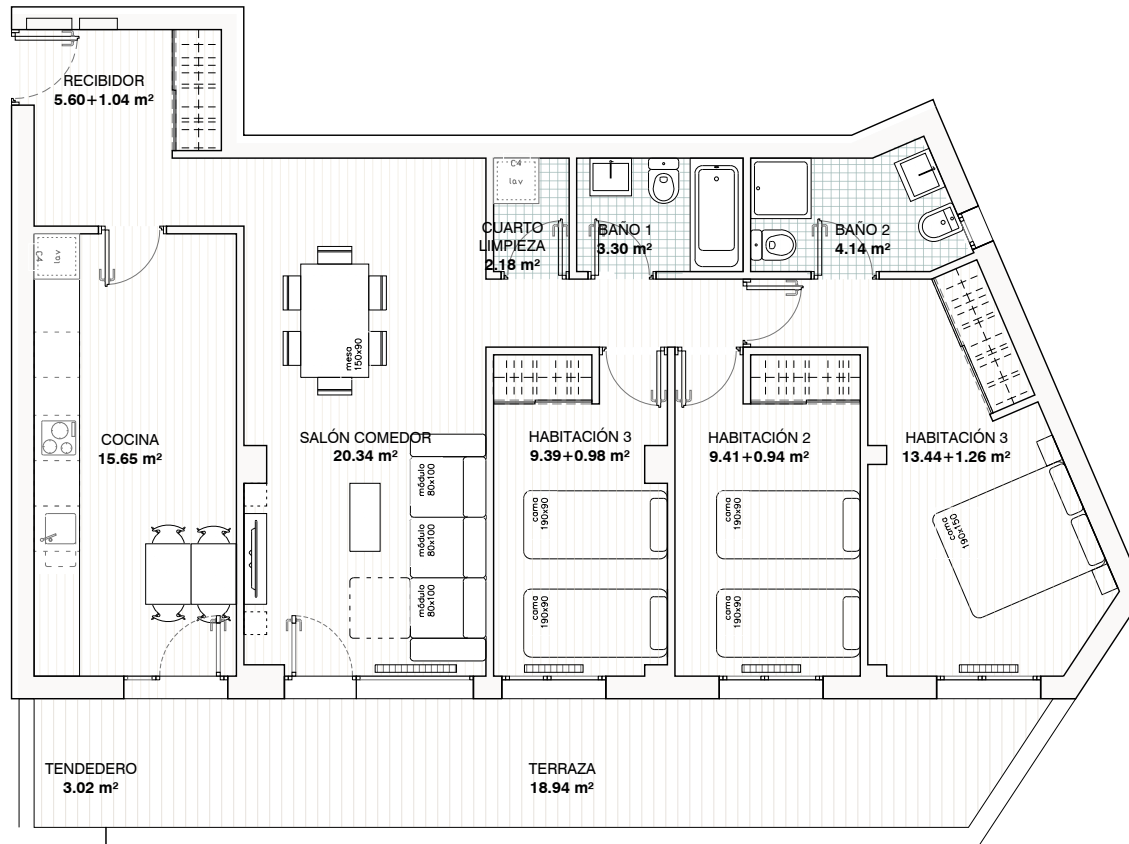 RECIBIDOR
5.60+1.04 m²
C4
lav
CUARTO
LIMPIEZA
2.18 m²
BAÑO 1
3.30 m²
BAÑO 2
4.14 m²
C4
lav
mesa
150x90
COCINA
15.65 m²
SALÓN COMEDOR
20.34 m²
HABITACIÓN 3
9.39+0.98 m²
HABITACIÓN 2
9.41+0.94 m²
HABITACIÓN 3
13.44+1.26 m²
módulo
80x100
módulo
80x100
módulo
80x100
cama
190x90
cama
190x90
cama
190x90
cama
190x90
cama
190x150
TENDEDERO
3.02 m²
TERRAZA
18.94 m²